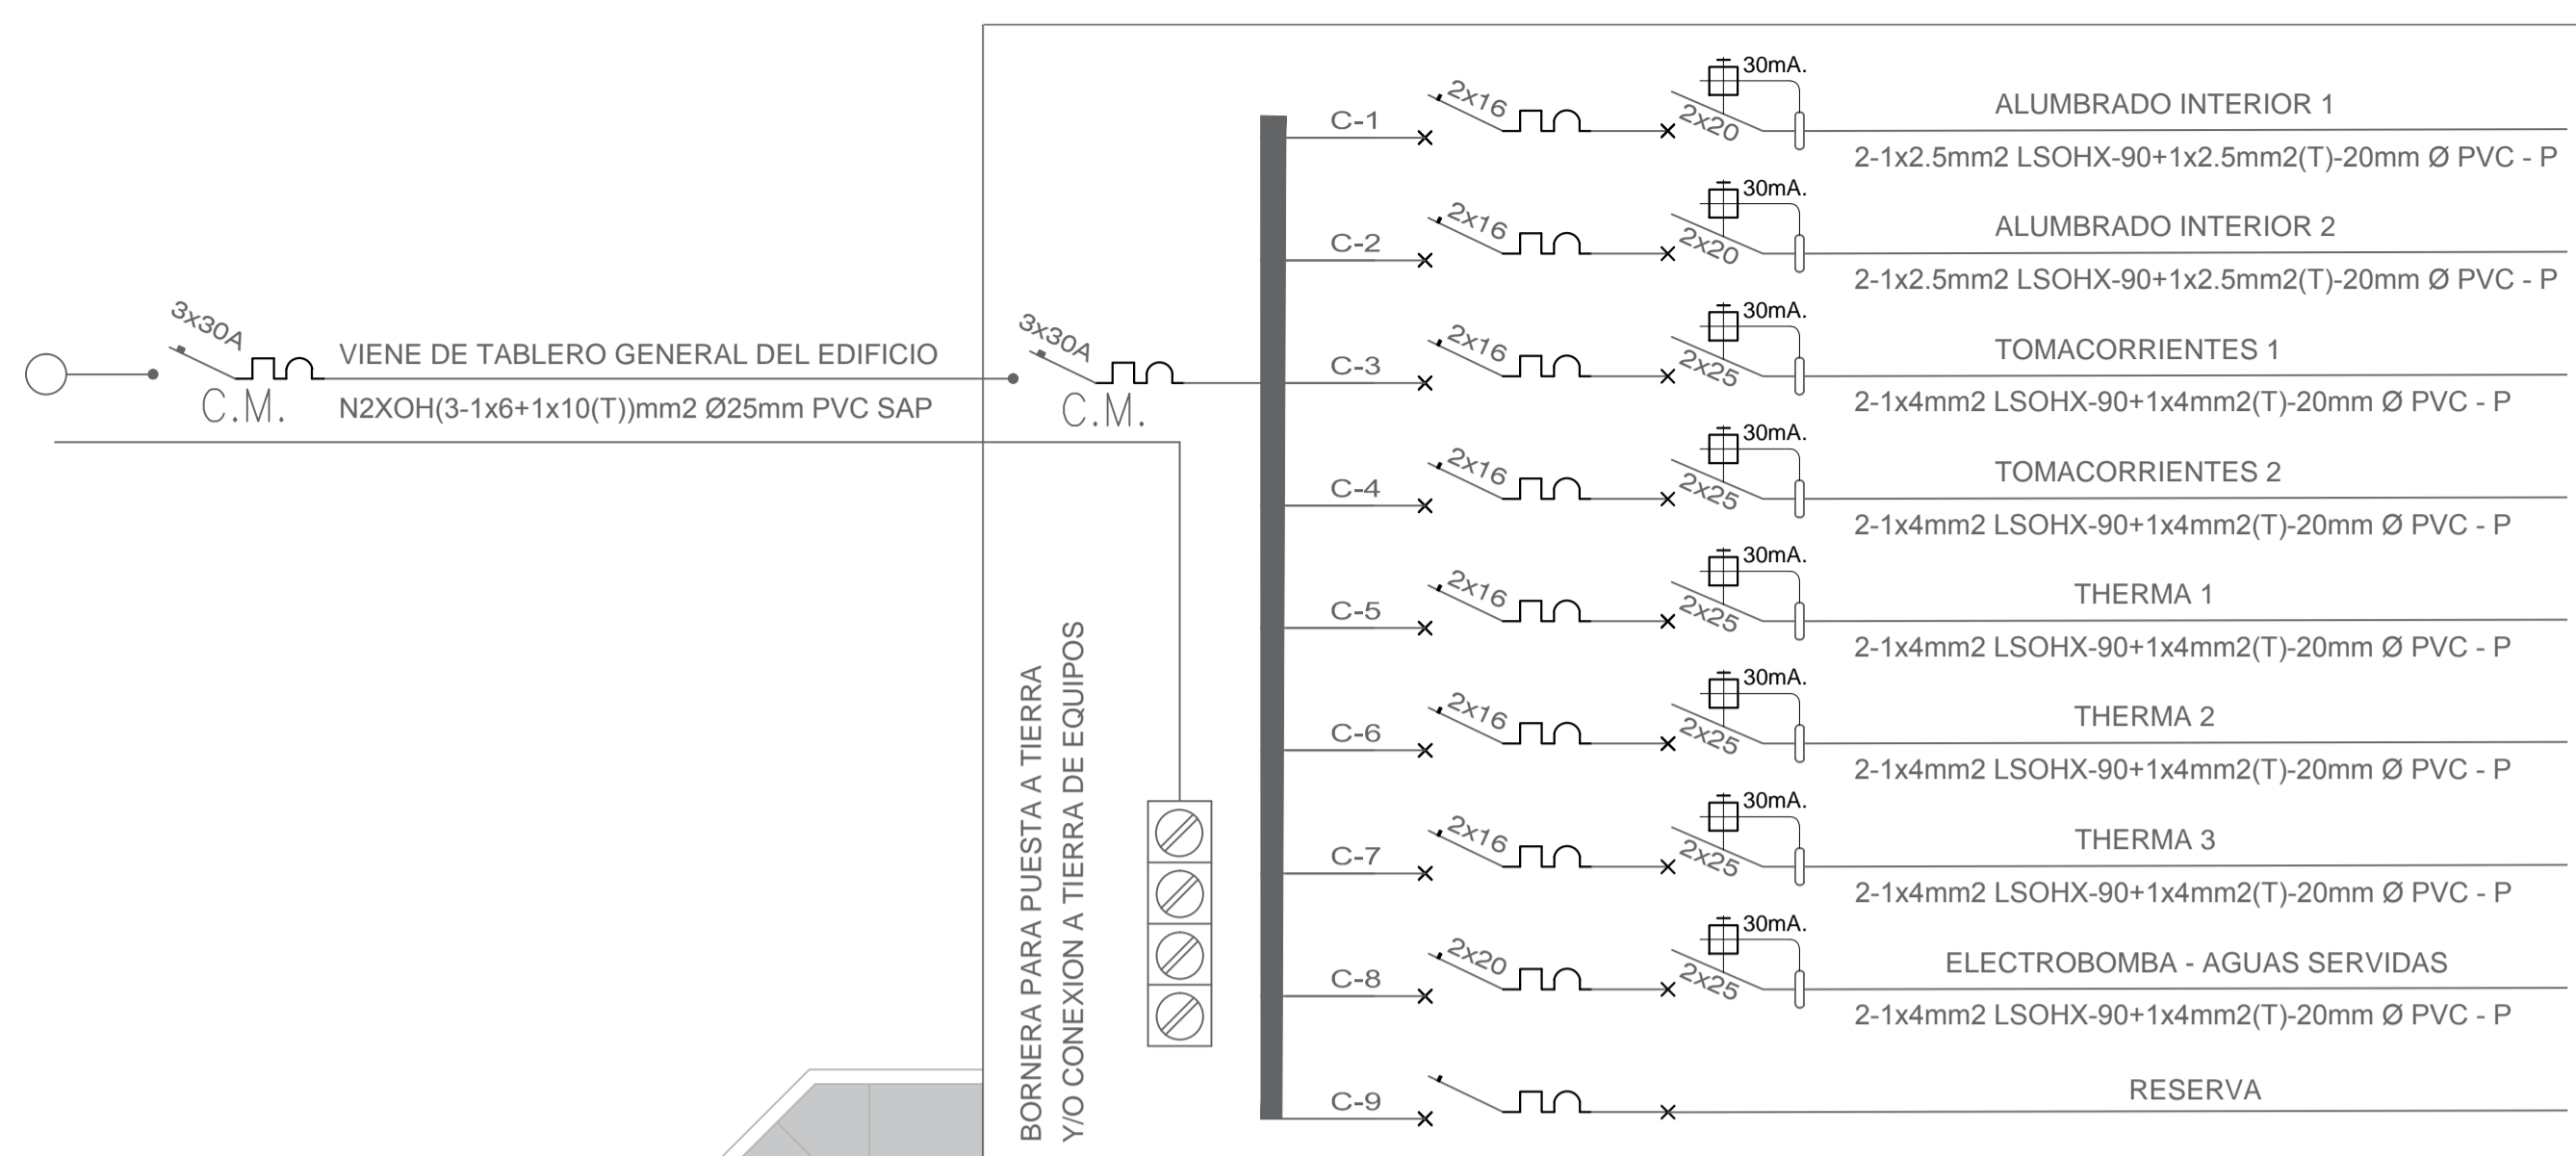 3x30A
C.M.
VIENE DE TABLERO GENERAL DEL EDIFICIO
N2XOH(3-1x6+1x10(T))mm2 Ø25mm PVC SAP
3x30A
C.M.
BORNERA PARA PUESTA A TIERRA
Y/O CONEXION A TIERRA DE EQUIPOS
C-1 2x16 2x20 30mA. ALUMBRADO INTERIOR 1
2-1x2.5mm2 LSOHX-90+1x2.5mm2(T)-20mm Ø PVC - P
C-2 2x16 2x20 30mA. ALUMBRADO INTERIOR 2
2-1x2.5mm2 LSOHX-90+1x2.5mm2(T)-20mm Ø PVC - P
C-3 2x16 2x25 30mA. TOMACORRIENTES 1
2-1x4mm2 LSOHX-90+1x4mm2(T)-20mm Ø PVC - P
C-4 2x16 2x25 30mA. TOMACORRIENTES 2
2-1x4mm2 LSOHX-90+1x4mm2(T)-20mm Ø PVC - P
C-5 2x16 2x25 30mA. THERMA 1
2-1x4mm2 LSOHX-90+1x4mm2(T)-20mm Ø PVC - P
C-6 2x16 2x25 30mA. THERMA 2
2-1x4mm2 LSOHX-90+1x4mm2(T)-20mm Ø PVC - P
C-7 2x16 2x25 30mA. THERMA 3
2-1x4mm2 LSOHX-90+1x4mm2(T)-20mm Ø PVC - P
C-8 2x20 2x25 30mA. ELECTROBOMBA - AGUAS SERVIDAS
2-1x4mm2 LSOHX-90+1x4mm2(T)-20mm Ø PVC - P
C-9 RESERVA